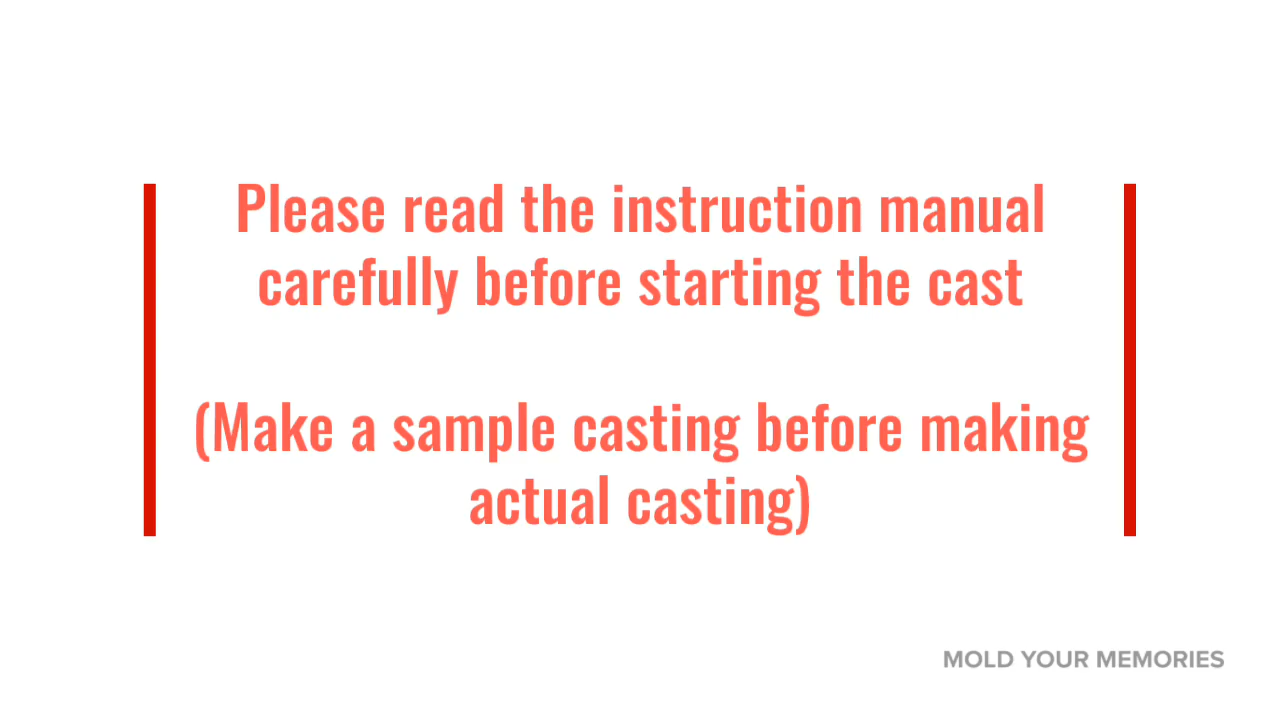 Please read the instruction manual
carefully before starting the cast
(Make a sample casting before making
actual casting)
MOLD YOUR MEMORIES